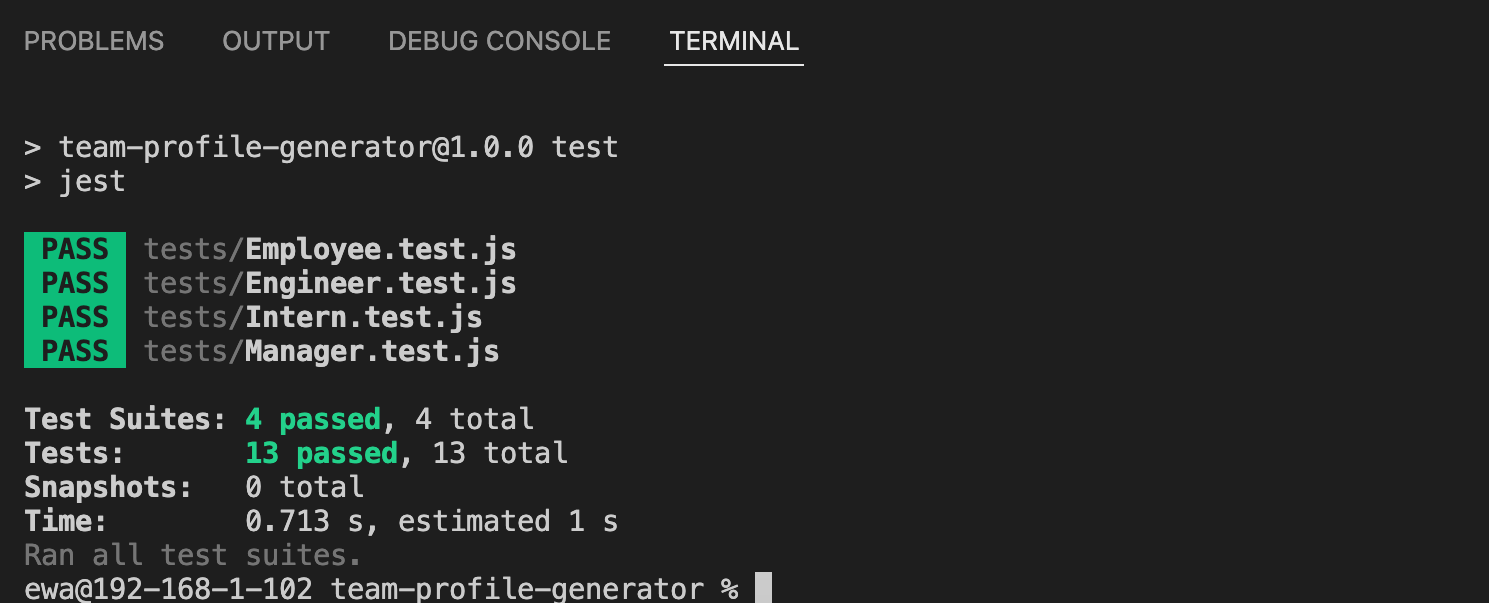 PROBLEMS OUTPUT DEBUG CONSOLE TERMINAL
> team-profile-generator@1.0.0 test
> jest
PASS tests/Employee.test.js
PASS tests/Engineer.test.js
PASS tests/Intern.test.js
PASS tests/Manager.test.js
Test Suites: 4 passed, 4 total
Tests: 13 passed, 13 total
Snapshots: 0 total
Time: 0.713 s, estimated 1 s
Ran all test suites.
ewa@192-168-1-102 team-profile-generator %